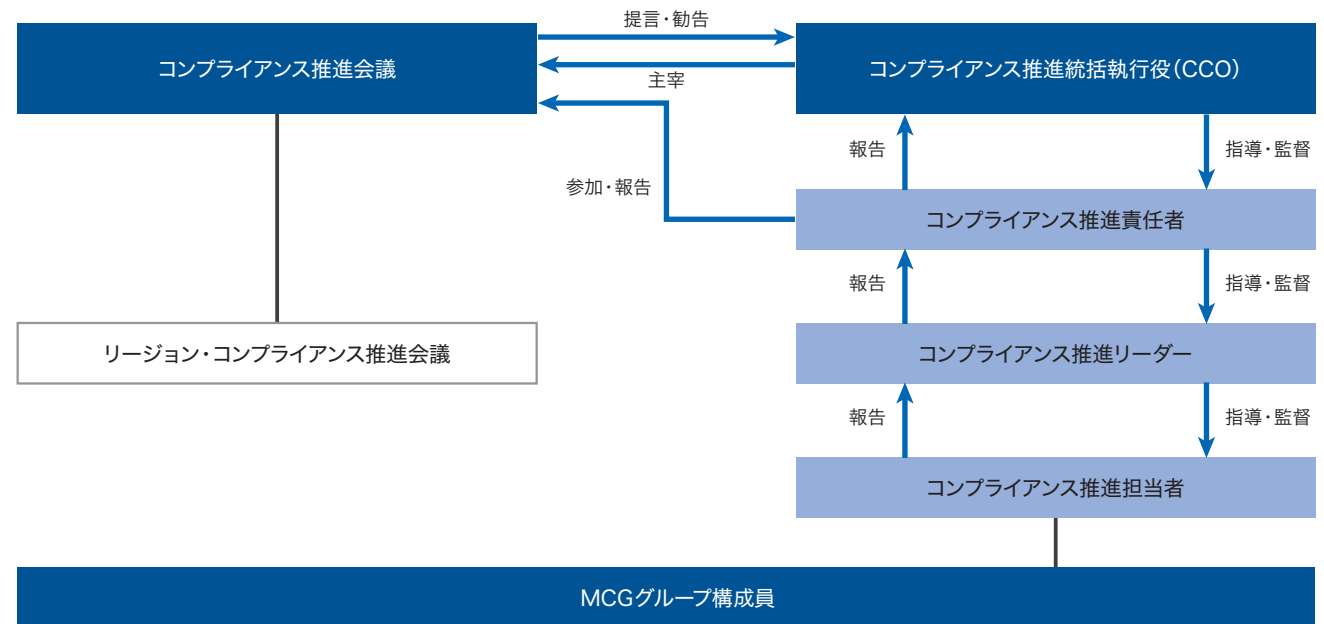 提言・勧告
コンプライアンス推進会議
コンプライアンス推進統括執行役（CCO）
主宰
報告
指導・監督
参加・報告
コンプライアンス推進責任者
報告
指導・監督
リージョン・コンプライアンス推進会議
コンプライアンス推進リーダー
報告
指導・監督
コンプライアンス推進担当者
MCGグループ構成員